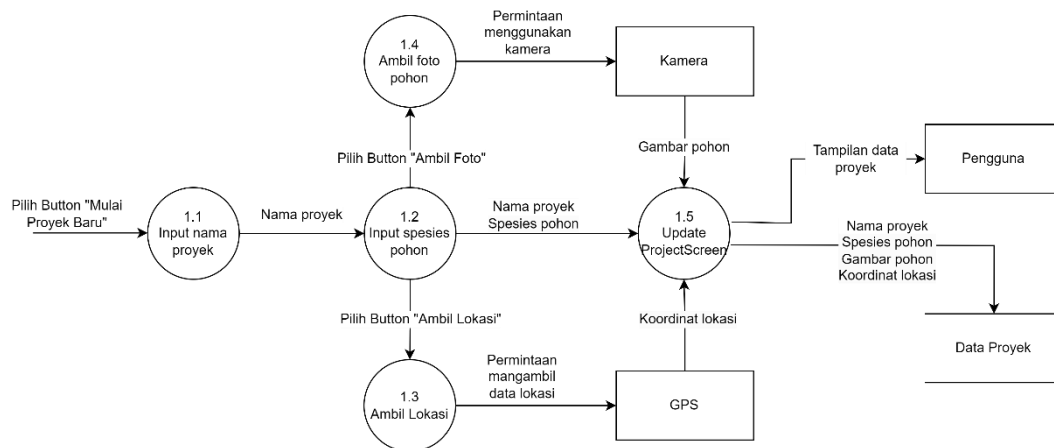 1.4
Ambil foto
pohon
Permintaan
menggunakan
kamera
Kamera
Pilih Button "Ambil Foto"
Gambar pohon
Tampilan data
proyek
Pengguna
Pilih Button "Mulai
Proyek Baru"
1.1
Input nama
proyek
Nama proyek
1.2
Input spesies
pohon
Nama proyek
Spesies pohon
1.5
Update
ProjectScreen
Nama proyek
Spesies pohon
Gambar pohon
Koordinat lokasi
Pilih Button "Ambil Lokasi"
Koordinat lokasi
Data Proyek
1.3
Ambil Lokasi
Permintaan
mangambil
data lokasi
GPS